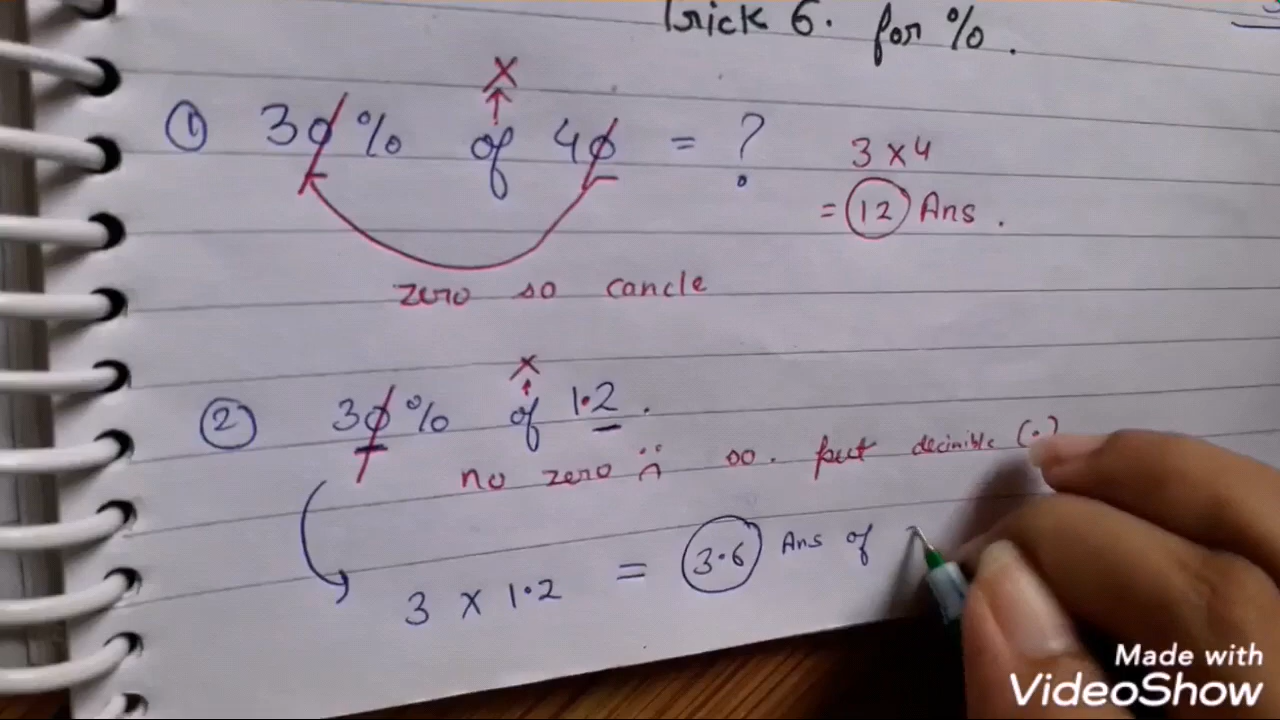 Trick 6. for %.
① 30% of 40 = ?
x
3 x 4
= 12 Ans.
zero so cancle
② 30% of 1.2.
x
no zero so. put decimible (.)
3 x 1.2 = 3.6 Ans of
Made with
VideoShow